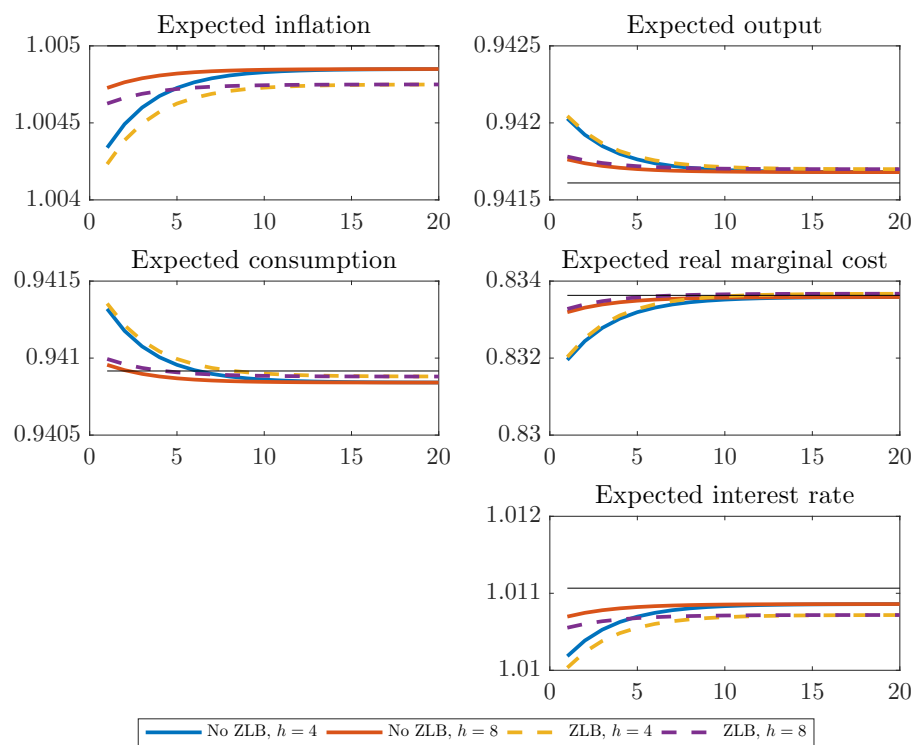 Expected inflation
1.005
1.0045
1.004
0 5 10 15 20
Expected output
0.9425
0.942
0.9415
0 5 10 15 20
Expected consumption
0.9415
0.941
0.9405
0 5 10 15 20
Expected real marginal cost
0.834
0.832
0.83
0 5 10 15 20
Expected interest rate
1.012
1.011
1.01
0 5 10 15 20
No ZLB, h = 4 No ZLB, h = 8 ZLB, h = 4 ZLB, h = 8